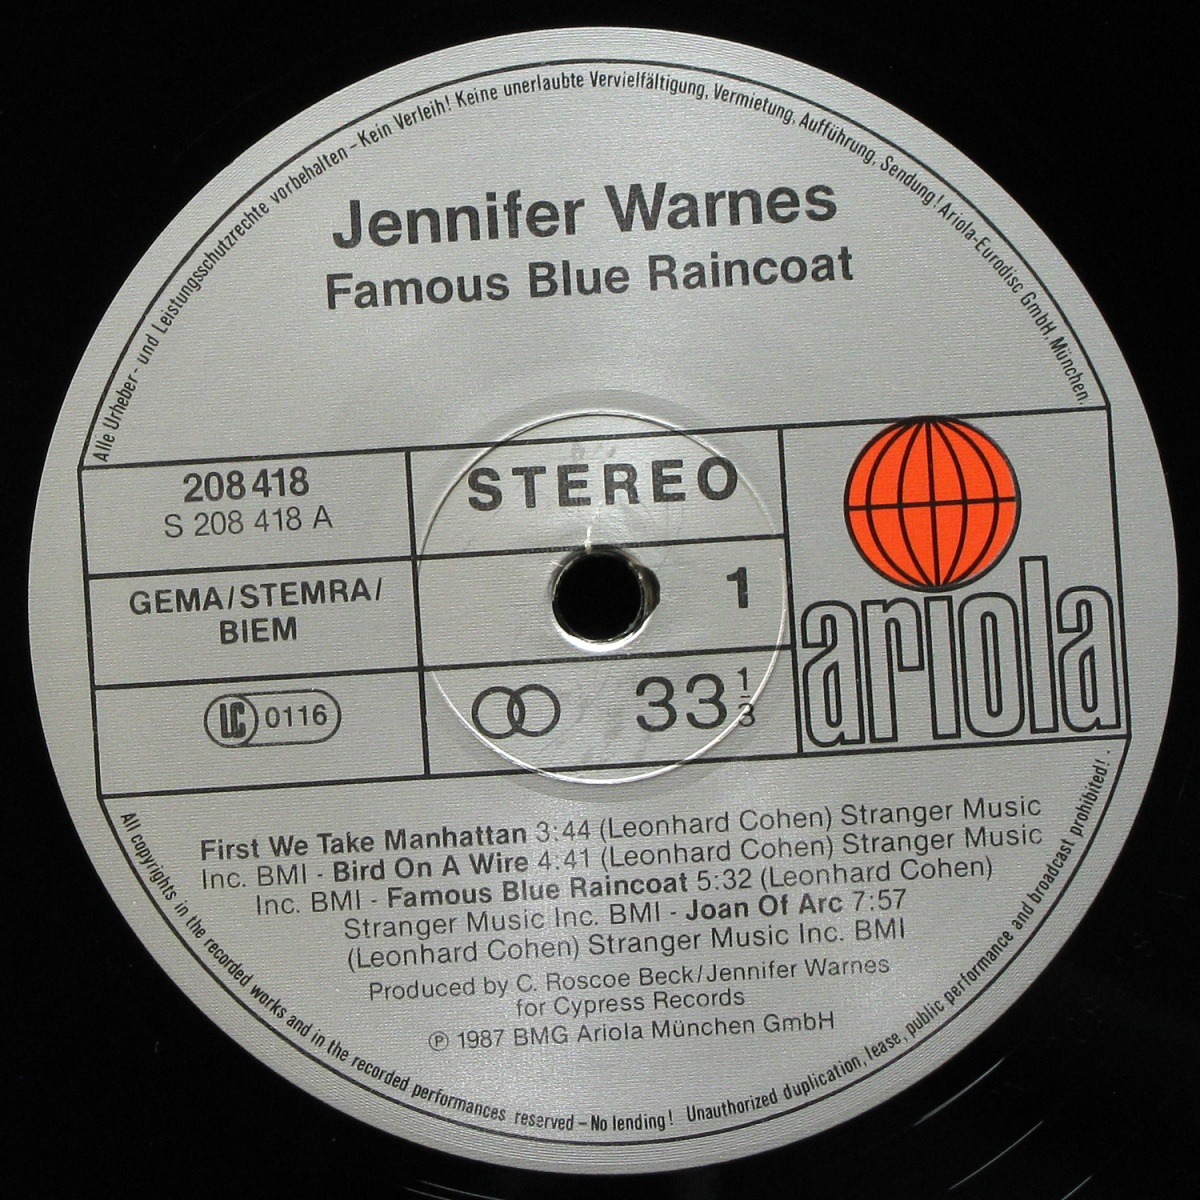 Alle Urheber- und Leistungsschutzrechte vorbehalten – Kein Verleih! Keine unerlaubte Vervielfältigung, Vermietung, Aufführung, Sendung! Ariola-Eurodisc GmbH, München.
Jennifer Warnes
Famous Blue Raincoat
208 418
S 208 418 A
STEREO
GEMA/STEMRA/
BIEM
1
LC 0116
33 1/3
ariola
First We Take Manhattan 3:44 (Leonhard Cohen) Stranger Music
Inc. BMI - Bird On A Wire 4:41 (Leonhard Cohen) Stranger Music
Inc. BMI - Famous Blue Raincoat 5:32 (Leonhard Cohen)
Stranger Music Inc. BMI - Joan Of Arc 7:57
(Leonhard Cohen) Stranger Music Inc. BMI
Produced by C. Roscoe Beck/Jennifer Warnes
for Cypress Records
℗ 1987 BMG Ariola München GmbH
All copyrights in the recorded works and in the recorded performances reserved – No lending! Unauthorized duplication, lease, public performance and broadcast prohibited!